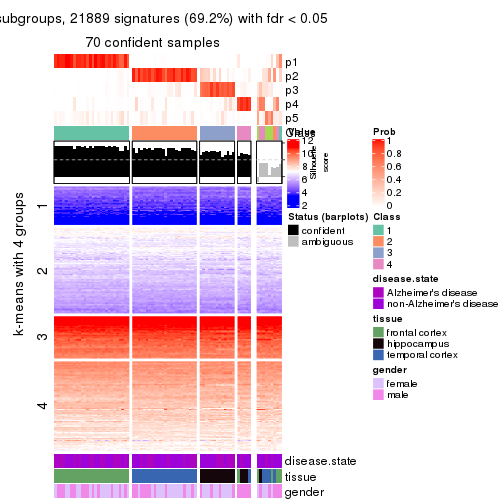 subgroups, 21889 signatures (69.2%) with fdr < 0.05
70 confident samples
p1
p2
p3
p4
p5
Value
12
10
8
6
4
2
Silhouette
score
Prob
1
0.8
0.6
0.4
0.2
0
Status (barplots)
confident
ambiguous
Class
1
2
3
4
disease.state
Alzheimer's disease
non-Alzheimer's disease
tissue
frontal cortex
hippocampus
temporal cortex
gender
female
male
k-means with 4 groups
1
2
3
4
disease.state
tissue
gender